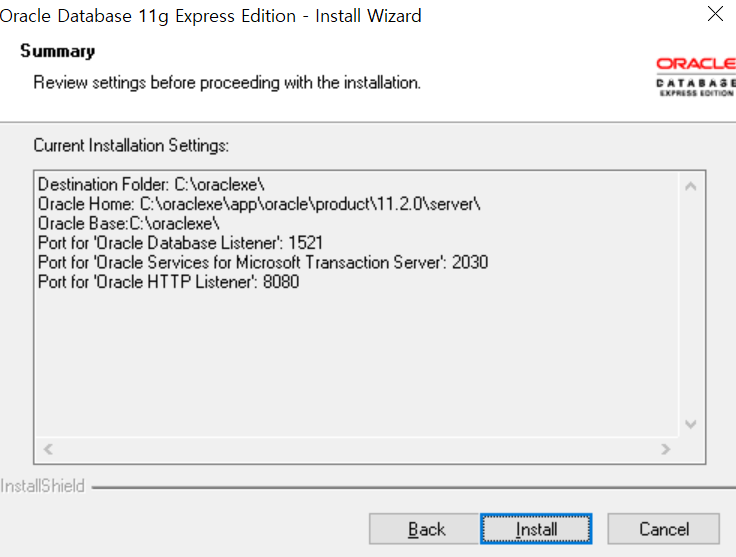 Oracle Database 11g Express Edition - Install Wizard
Summary
Review settings before proceeding with the installation.
ORACLE
DATABASE
EXPRESS EDITION
Current Installation Settings:
Destination Folder: C:\oraclexe\
Oracle Home: C:\oraclexe\app\oracle\product\11.2.0\server\
Oracle Base:C:\oraclexe\
Port for 'Oracle Database Listener': 1521
Port for 'Oracle Services for Microsoft Transaction Server': 2030
Port for 'Oracle HTTP Listener': 8080
InstallShield
Back
Install
Cancel